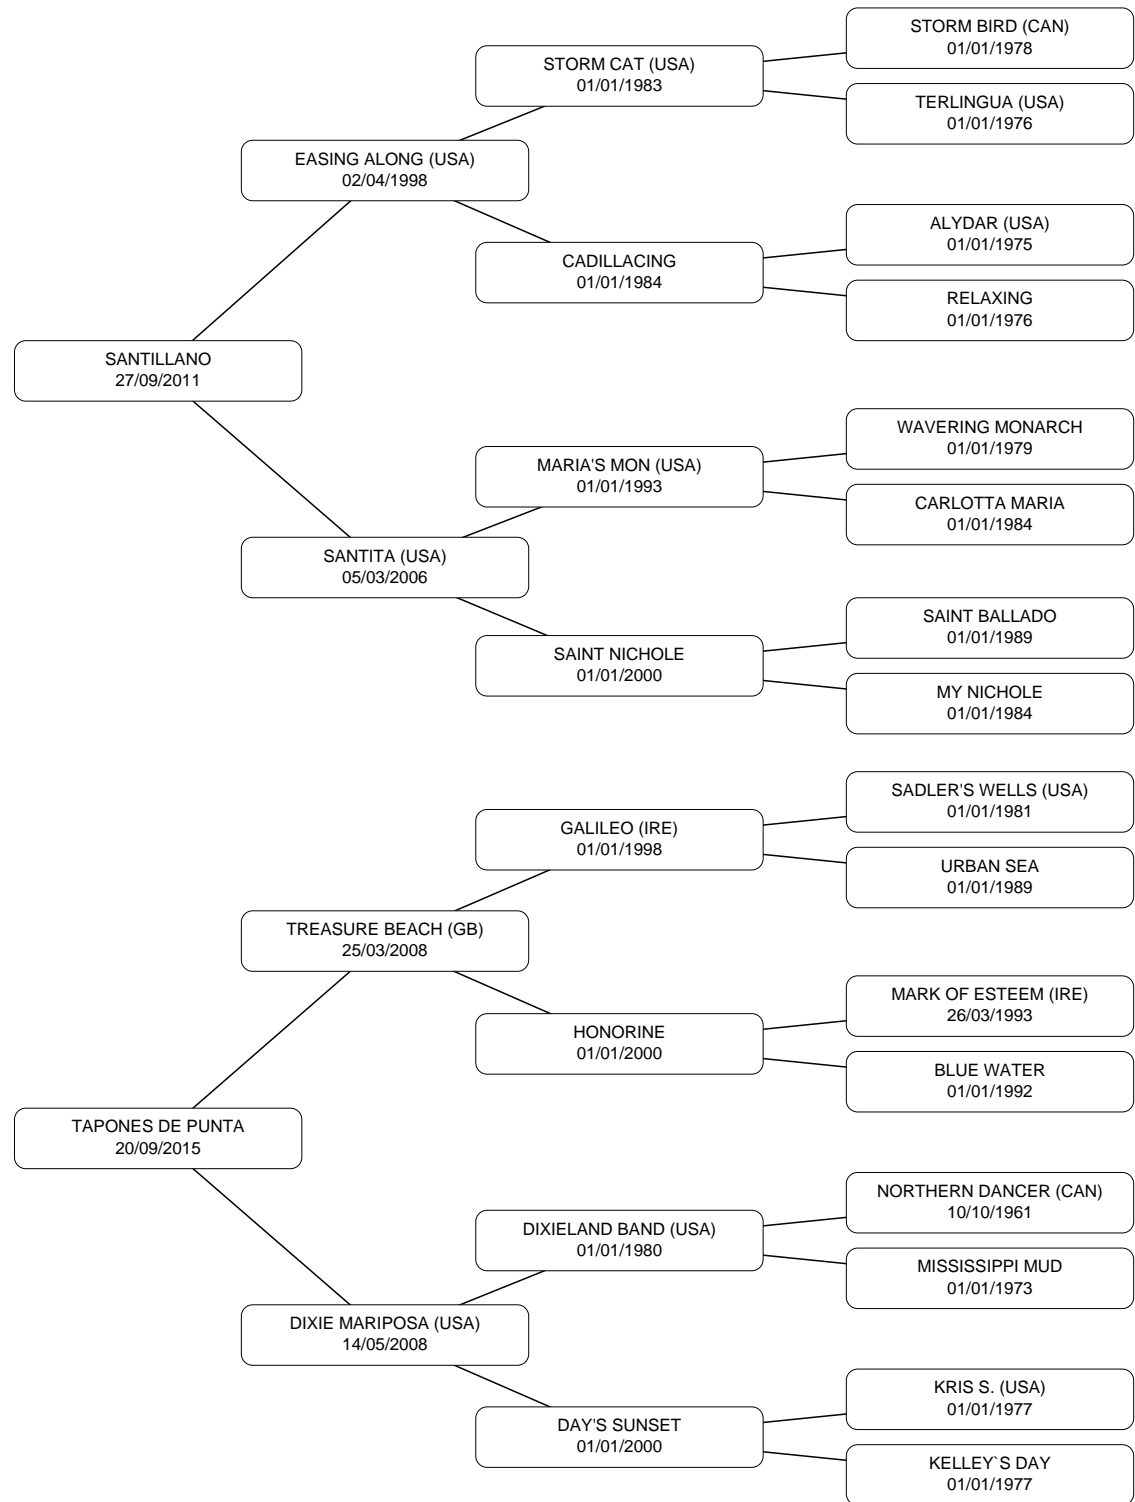 STORM BIRD (CAN)
01/01/1978
STORM CAT (USA)
01/01/1983
TERLINGUA (USA)
01/01/1976
EASING ALONG (USA)
02/04/1998
ALYDAR (USA)
01/01/1975
CADILLACING
01/01/1984
RELAXING
01/01/1976
SANTILLANO
27/09/2011
WAVERING MONARCH
01/01/1979
MARIA'S MON (USA)
01/01/1993
CARLOTTA MARIA
01/01/1984
SANTITA (USA)
05/03/2006
SAINT BALLADO
01/01/1989
SAINT NICHOLE
01/01/2000
MY NICHOLE
01/01/1984
SADLER'S WELLS (USA)
01/01/1981
GALILEO (IRE)
01/01/1998
URBAN SEA
01/01/1989
TREASURE BEACH (GB)
25/03/2008
MARK OF ESTEEM (IRE)
26/03/1993
HONORINE
01/01/2000
BLUE WATER
01/01/1992
TAPONES DE PUNTA
20/09/2015
NORTHERN DANCER (CAN)
10/10/1961
DIXIELAND BAND (USA)
01/01/1980
MISSISSIPPI MUD
01/01/1973
DIXIE MARIPOSA (USA)
14/05/2008
KRIS S. (USA)
01/01/1977
DAY'S SUNSET
01/01/2000
KELLEY`S DAY
01/01/1977